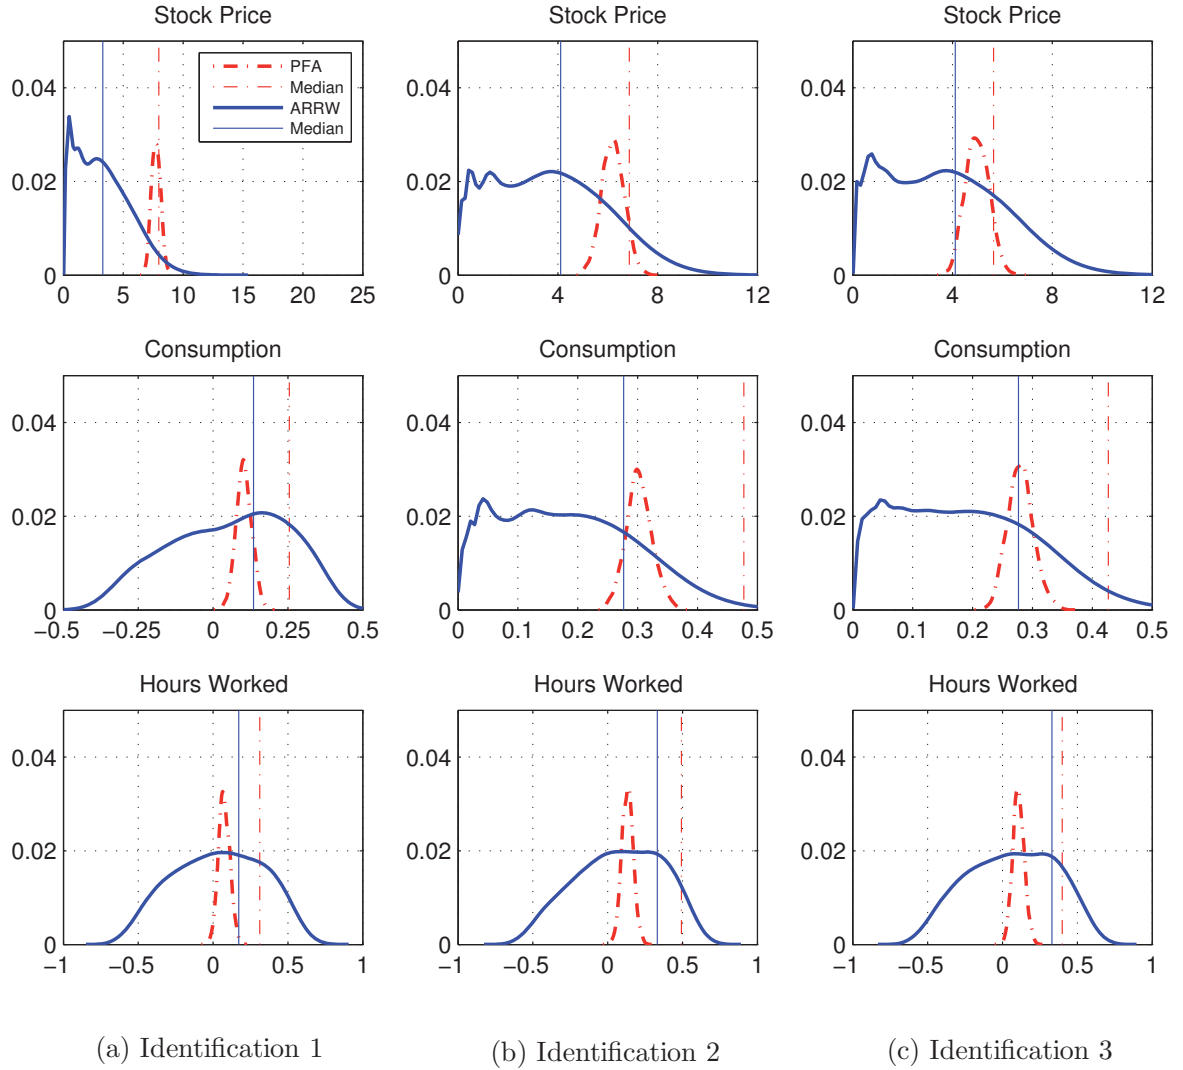 Stock Price
Stock Price
Stock Price
0.04
0.02
0
0 5 10 15 20 25
PFA
Median
ARRW
Median
0.04
0.02
0
0 4 8 12
0.04
0.02
0
0 4 8 12
Consumption
Consumption
Consumption
0.04
0.02
0
−0.5 −0.25 0 0.25 0.5
0.04
0.02
0
0 0.1 0.2 0.3 0.4 0.5
0.04
0.02
0
0 0.1 0.2 0.3 0.4 0.5
Hours Worked
Hours Worked
Hours Worked
0.04
0.02
0
−1 −0.5 0 0.5 1
0.04
0.02
0
−1 −0.5 0 0.5 1
0.04
0.02
0
−1 −0.5 0 0.5 1
(a) Identification 1
(b) Identification 2
(c) Identification 3